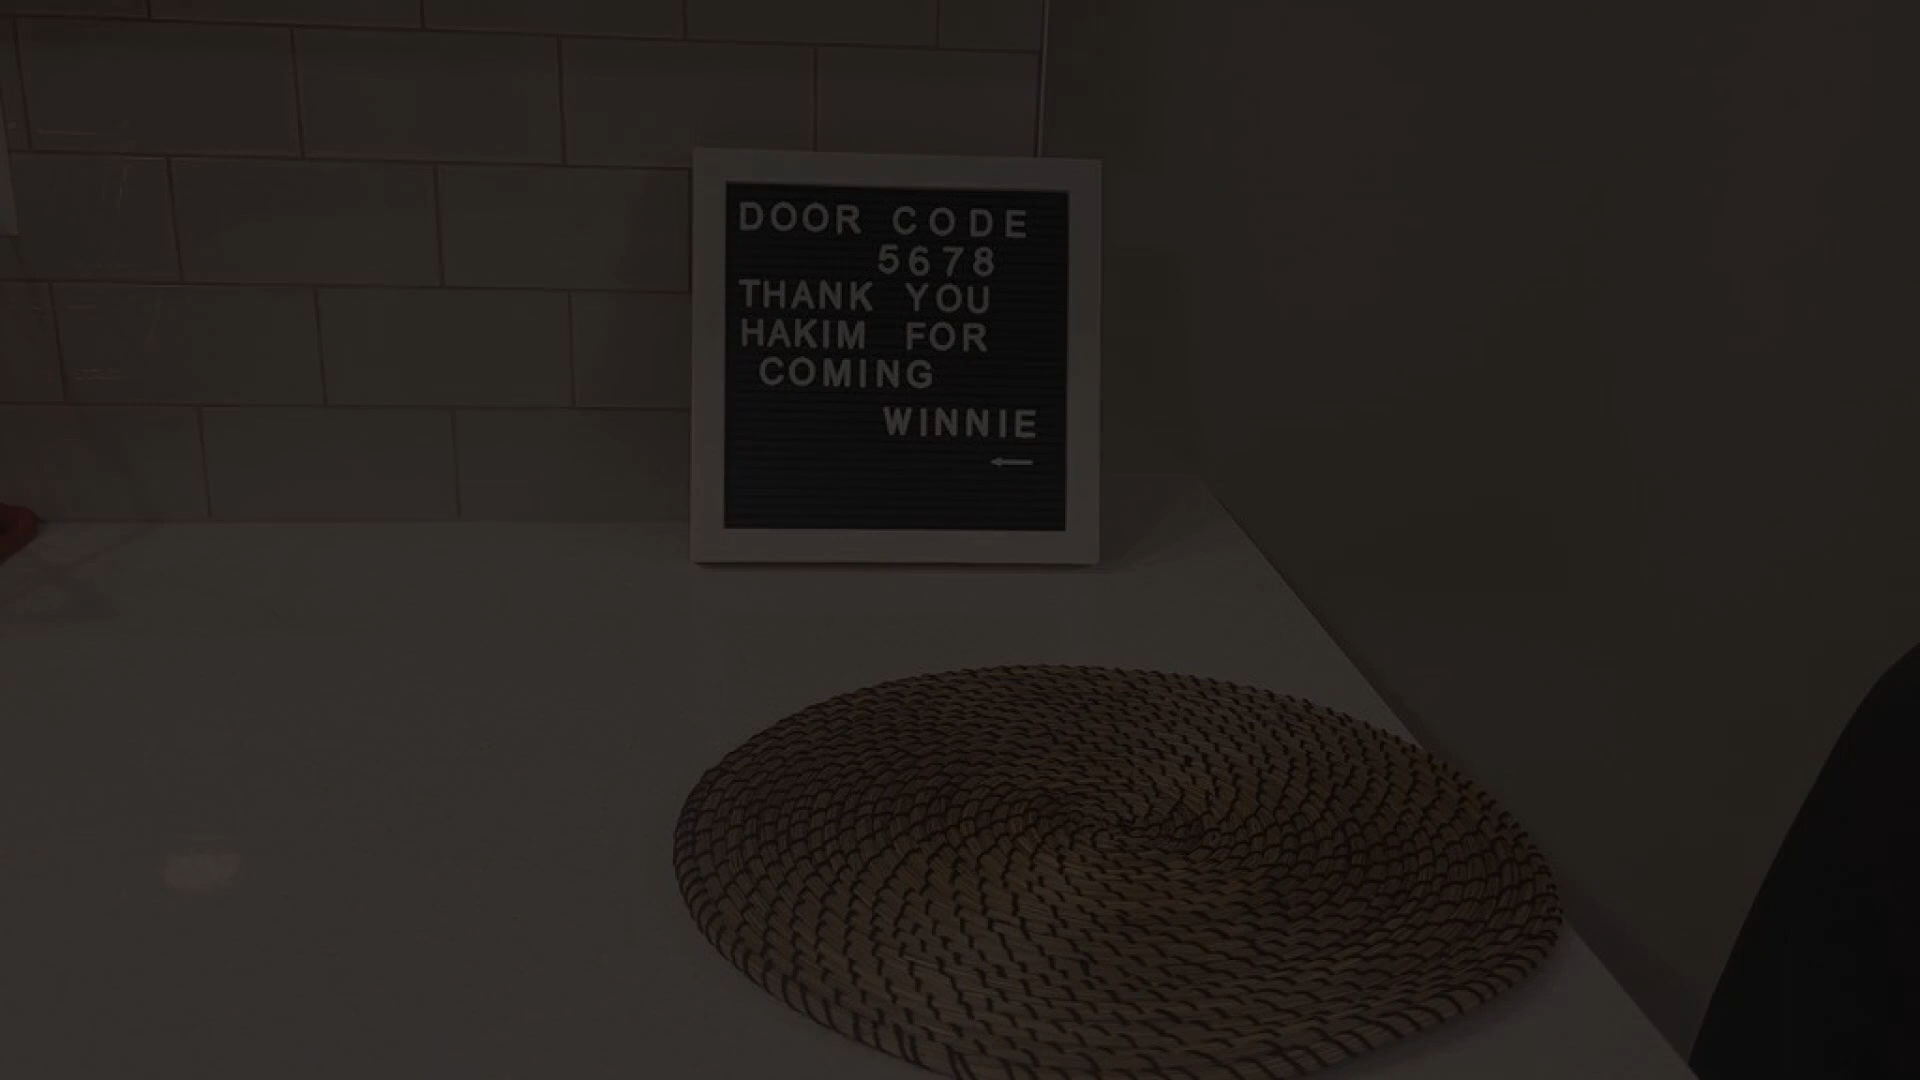 DOOR CODE
5678
THANK YOU
HAKIM FOR
COMING
WINNIE
←